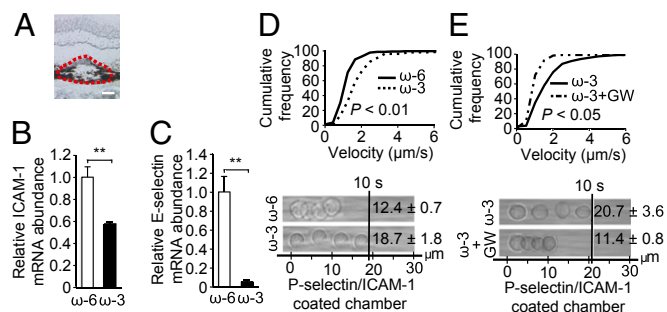 A
B
Relative ICAM-1
mRNA abundance
1.2
1.0
0.8
0.6
0.4
0.2
0
**
ω-6 ω-3
C
Relative E-selectin
mRNA abundance
1.4
1.2
1.0
0.8
0.6
0.4
0.2
0
**
ω-6 ω-3
D
Cumulative
frequency
100
80
60
40
20
0
ω-6
ω-3
P < 0.01
0 2 4 6
Velocity (μm/s)
10 s
ω-6
12.4 ± 0.7
ω-3
18.7 ± 1.8
μm
0 10 20 30
P-selectin/ICAM-1
coated chamber
E
Cumulative
frequency
100
80
60
40
20
0
ω-3
ω-3+GW
P < 0.05
0 2 4 6
Velocity (μm/s)
10 s
ω-3
20.7 ± 3.6
ω-3
+
GW
11.4 ± 0.8
μm
0 10 20 30
P-selectin/ICAM-1
coated chamber